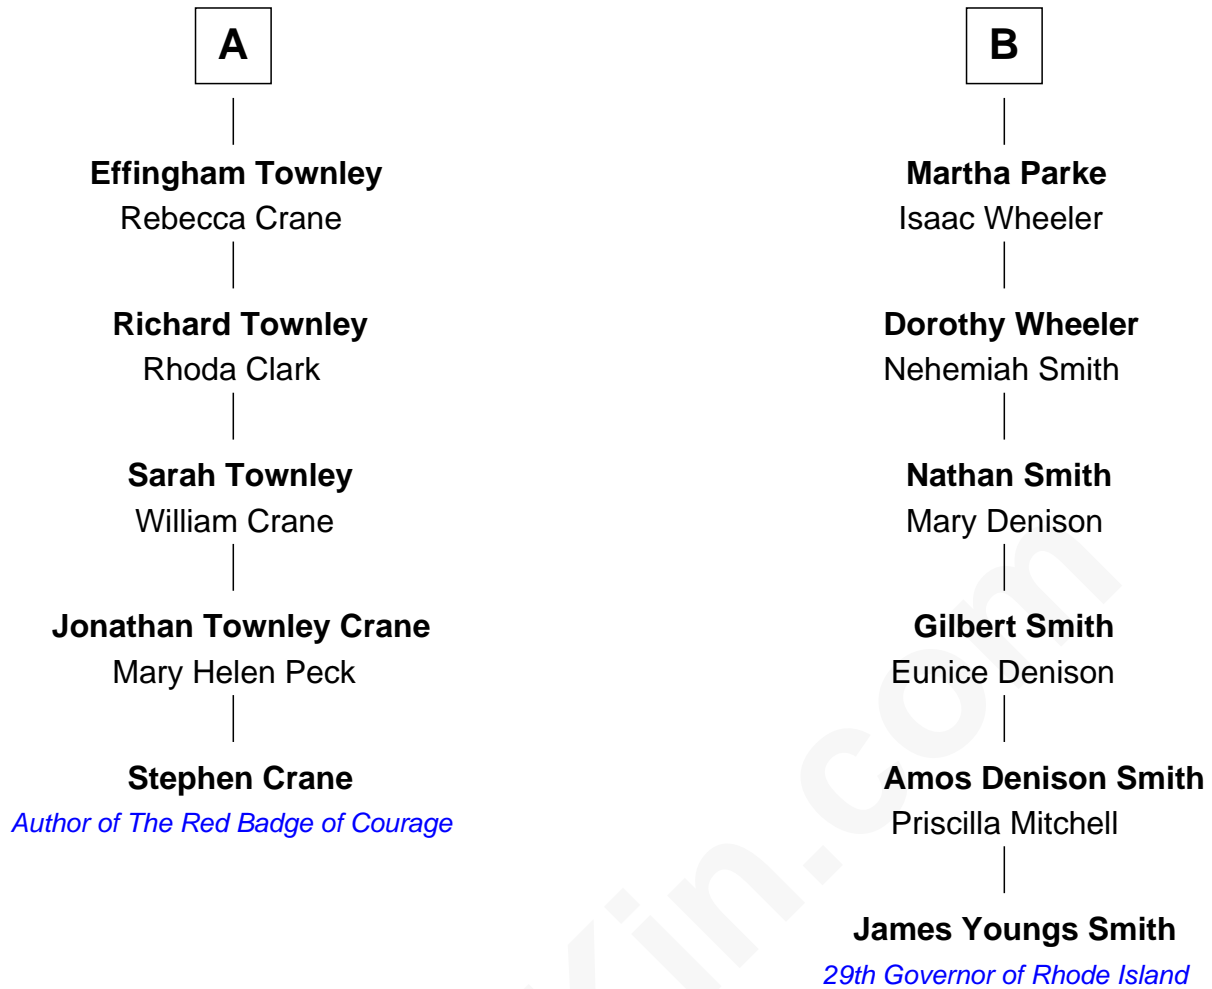 A
Effingham Townley
Rebecca Crane
Richard Townley
Rhoda Clark
Sarah Townley
William Crane
Jonathan Townley Crane
Mary Helen Peck
Stephen Crane
Author of The Red Badge of Courage
B
Martha Parke
Isaac Wheeler
Dorothy Wheeler
Nehemiah Smith
Nathan Smith
Mary Denison
Gilbert Smith
Eunice Denison
Amos Denison Smith
Priscilla Mitchell
James Youngs Smith
29th Governor of Rhode Island
Kin.com